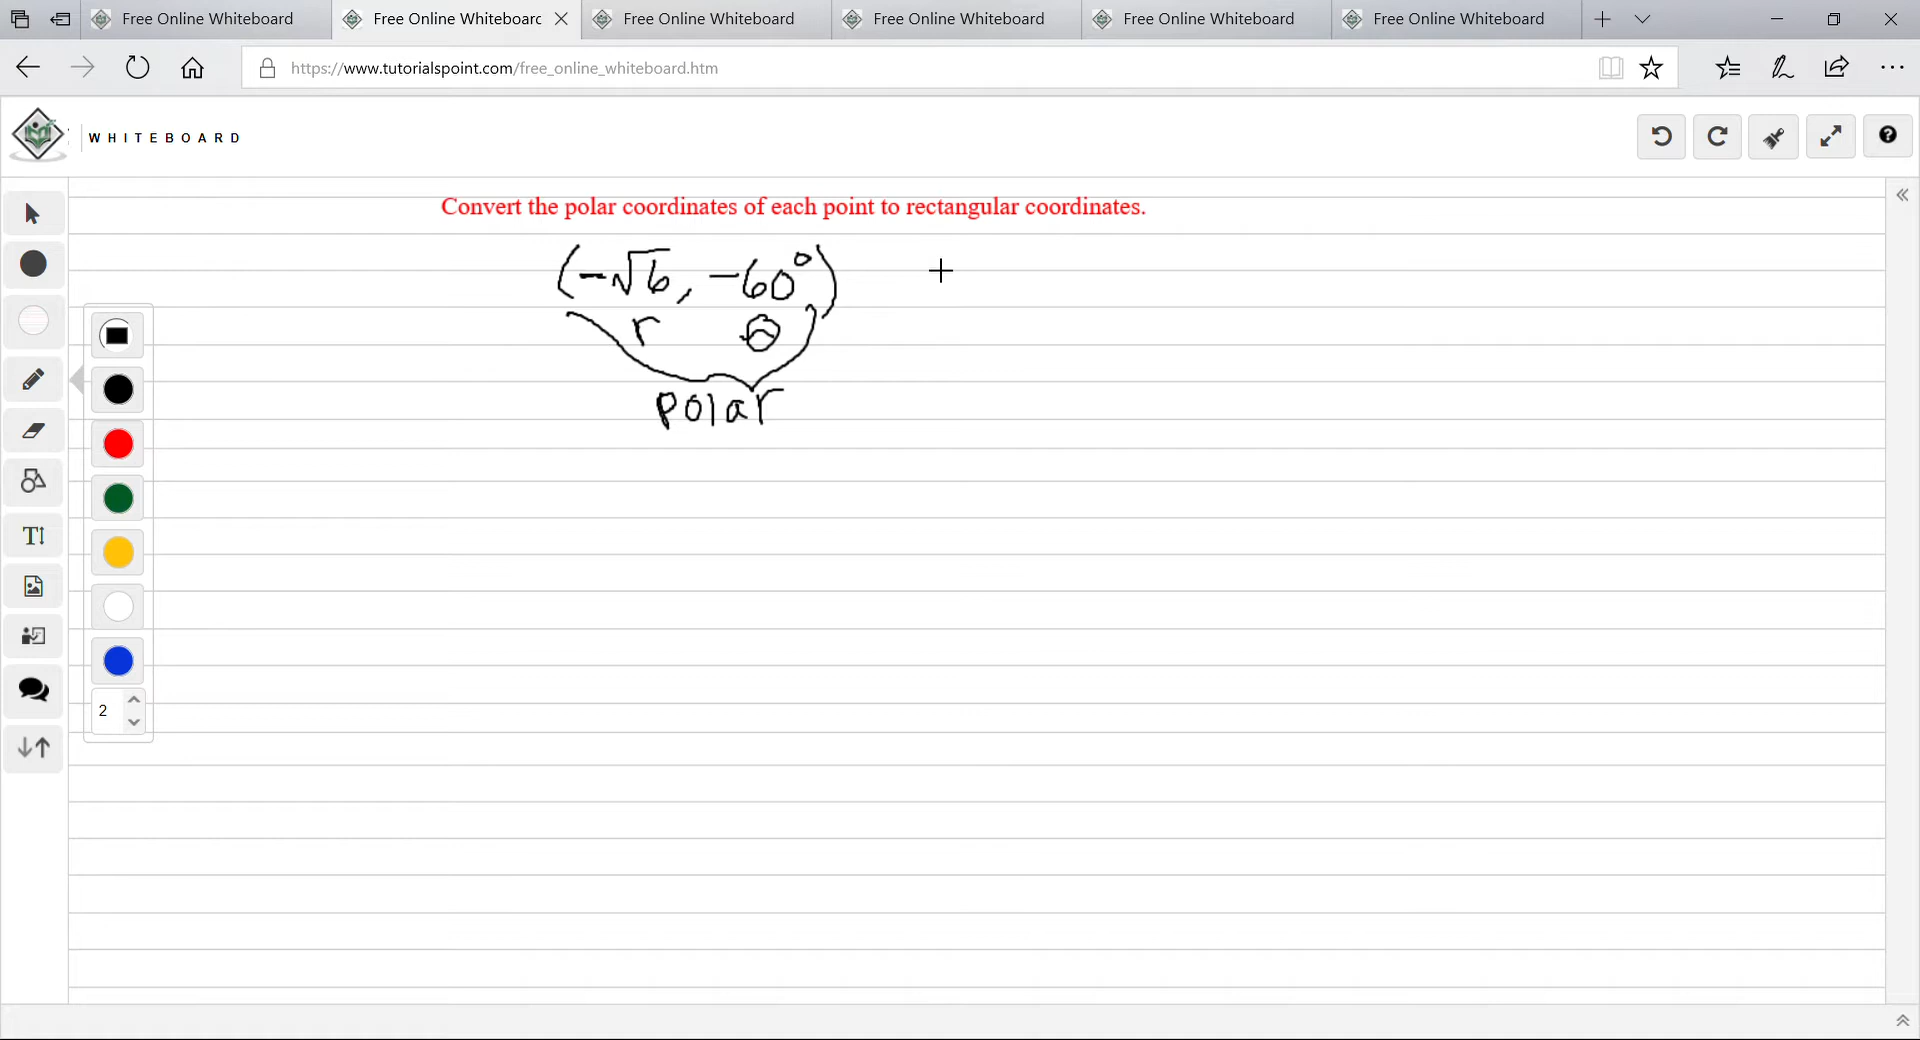 Free Online Whiteboard
Free Online Whiteboard
Free Online Whiteboard
Free Online Whiteboard
Free Online Whiteboard
Free Online Whiteboard
https://www.tutorialspoint.com/free_online_whiteboard.htm
WHITEBOARD
Convert the polar coordinates of each point to rectangular coordinates.
(-√6, -60°)
r θ
polar
TI
2